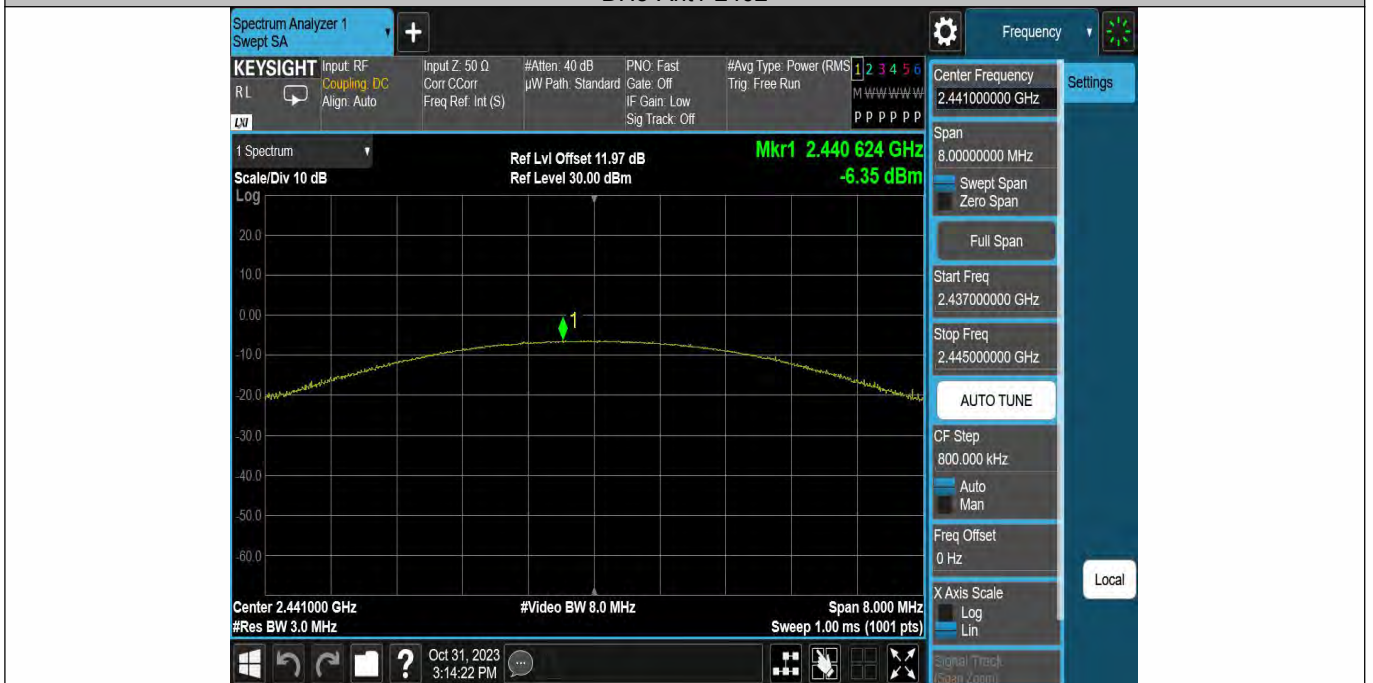 Spectrum Analyzer 1
Swept SA
Frequency
KEYSIGHT
RL
LXI
Input: RF
Coupling: DC
Align: Auto
Input Z: 50 Ω
Corr CCorr
Freq Ref: Int (S)
#Atten: 40 dB
µW Path: Standard
PNO: Fast
Gate: Off
IF Gain: Low
Sig Track: Off
#Avg Type: Power (RMS
Trig: Free Run
1 2 3 4 5 6
M W W W W W
P P P P P P
Center Frequency
2.441000000 GHz
Settings
Span
8.00000000 MHz
Swept Span
Zero Span
Full Span
Start Freq
2.437000000 GHz
Stop Freq
2.445000000 GHz
AUTO TUNE
CF Step
800.000 kHz
Auto
Man
Freq Offset
0 Hz
X Axis Scale
Log
Lin
Signal Track
(Span Zoom)
Local
1 Spectrum
Scale/Div 10 dB
Ref Lvl Offset 11.97 dB
Ref Level 30.00 dBm
Mkr1 2.440 624 GHz
-6.35 dBm
Log
20.0
10.0
0.00
-10.0
-20.0
-30.0
-40.0
-50.0
-60.0
1
Center 2.441000 GHz
#Video BW 8.0 MHz
Span 8.000 MHz
#Res BW 3.0 MHz
Sweep 1.00 ms (1001 pts)
?
Oct 31, 2023
3:14:22 PM